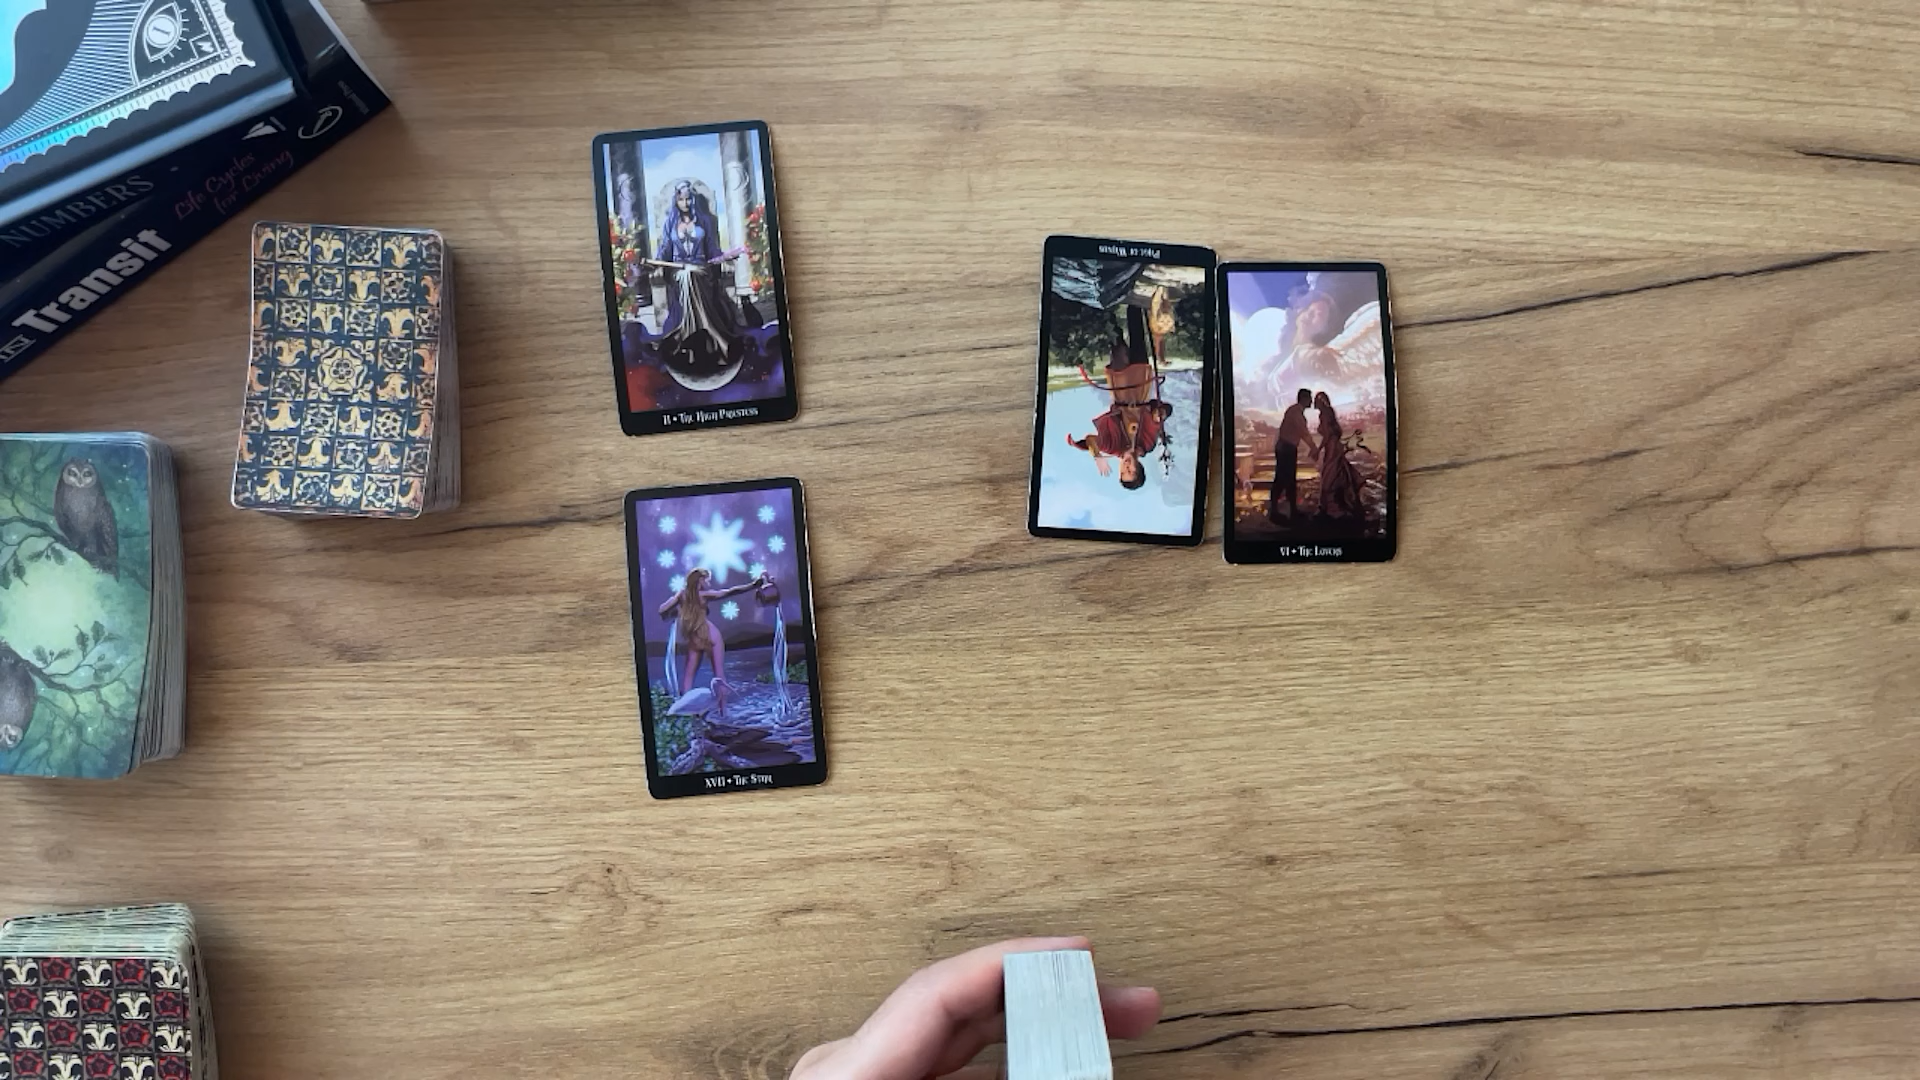 NUMBERS
Life Cycles
for Living
Transit
II • The High Priestess
Page of Wands
VI • The Lovers
XVII • The Star